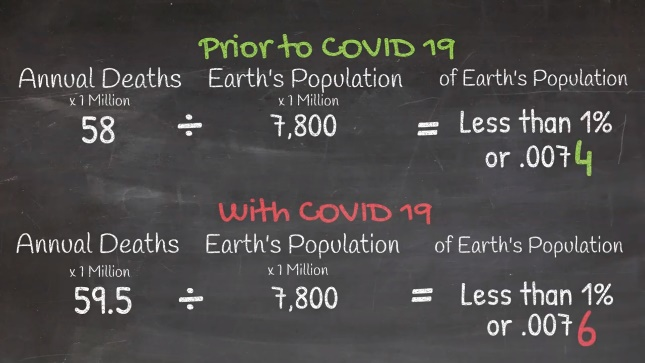 Prior to COVID 19
Annual Deaths Earth's Population of Earth's Population
x 1 Million x 1 Million
58 ÷ 7,800 = Less than 1%
or .0074
With COVID 19
Annual Deaths Earth's Population of Earth's Population
x 1 Million x 1 Million
59.5 ÷ 7,800 = Less than 1%
or .0076